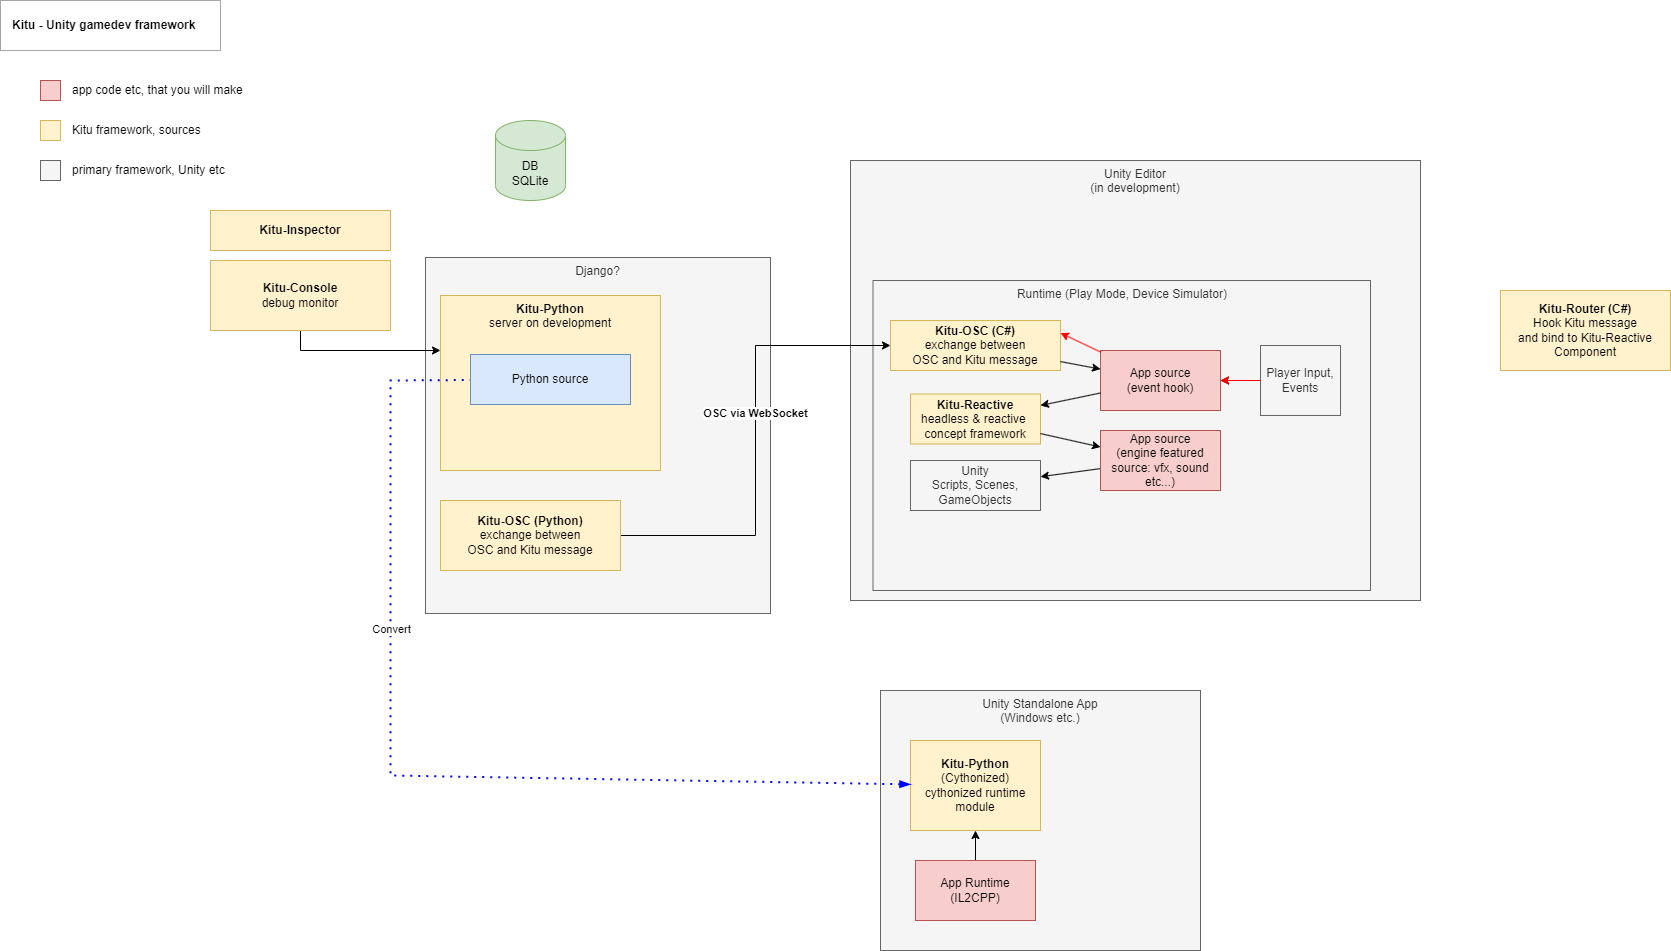 Kitu - Unity gamedev framework
app code etc, that you will make
Kitu framework, sources
primary framework, Unity etc
DB
SQLite
Kitu-Inspector
Kitu-Console
debug monitor
Django?
Kitu-Python
server on development
Python source
Kitu-OSC (Python)
exchange between
OSC and Kitu message
OSC via WebSocket
Convert
Unity Editor
(in development)
Runtime (Play Mode, Device Simulator)
Kitu-OSC (C#)
exchange between
OSC and Kitu message
App source
(event hook)
Player Input,
Events
Kitu-Reactive
headless & reactive
concept framework
App source
(engine featured
source: vfx, sound
etc...)
Unity
Scripts, Scenes,
GameObjects
Kitu-Router (C#)
Hook Kitu message
and bind to Kitu-Reactive
Component
Unity Standalone App
(Windows etc.)
Kitu-Python
(Cythonized)
cythonized runtime
module
App Runtime
(IL2CPP)